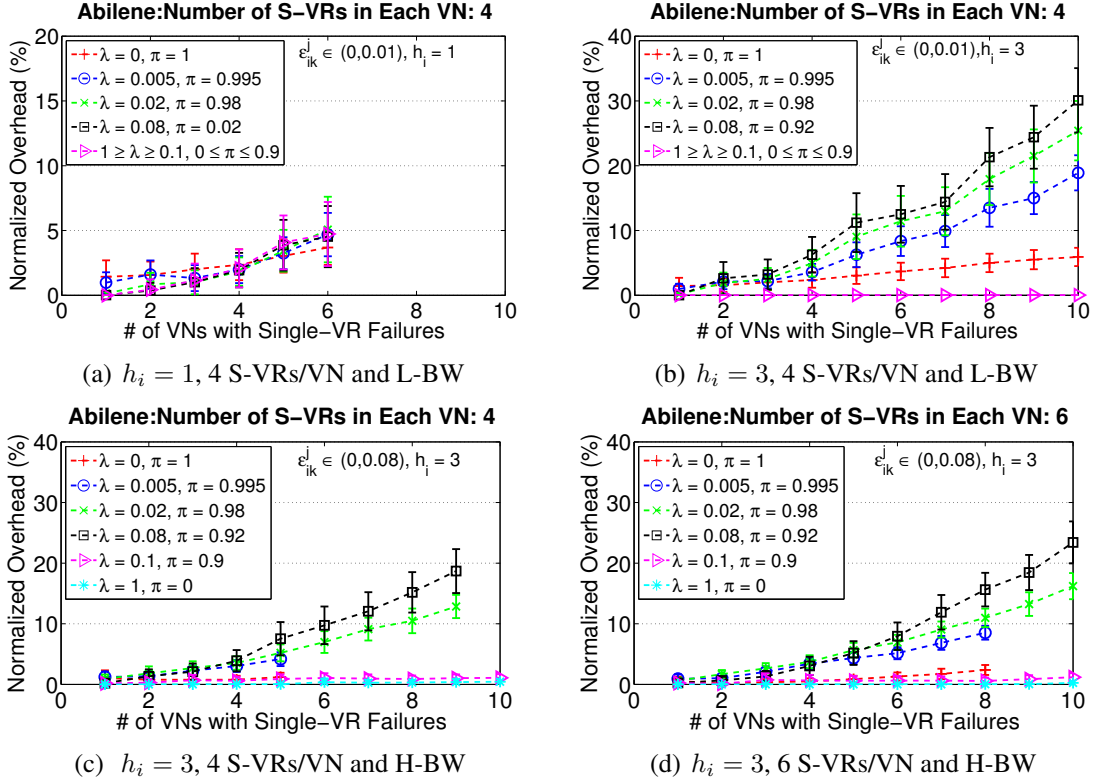 Abilene:Number of S−VRs in Each VN: 4
Normalized Overhead (%)
20
15
10
5
0
λ = 0, π = 1
λ = 0.005, π = 0.995
λ = 0.02, π = 0.98
λ = 0.08, π = 0.02
1 ≥ λ ≥ 0.1, 0 ≤ π ≤ 0.9
ε_ik^j ∈ (0,0.01), h_i = 1
0 2 4 6 8 10
# of VNs with Single−VR Failures
(a) h_i = 1, 4 S-VRs/VN and L-BW
Abilene:Number of S−VRs in Each VN: 4
Normalized Overhead (%)
40
30
20
10
0
λ = 0, π = 1
λ = 0.005, π = 0.995
λ = 0.02, π = 0.98
λ = 0.08, π = 0.92
1 ≥ λ ≥ 0.1, 0 ≤ π ≤ 0.9
ε_ik^j ∈ (0,0.01),h_i = 3
0 2 4 6 8 10
# of VNs with Single−VR Failures
(b) h_i = 3, 4 S-VRs/VN and L-BW
Abilene:Number of S−VRs in Each VN: 4
Normalized Overhead (%)
40
30
20
10
0
λ = 0, π = 1
λ = 0.005, π = 0.995
λ = 0.02, π = 0.98
λ = 0.08, π = 0.92
λ = 0.1, π = 0.9
λ = 1, π = 0
ε_ik^j ∈ (0,0.08), h_i = 3
0 2 4 6 8 10
# of VNs with Single−VR Failures
(c) h_i = 3, 4 S-VRs/VN and H-BW
Abilene:Number of S−VRs in Each VN: 6
Normalized Overhead (%)
40
30
20
10
0
λ = 0, π = 1
λ = 0.005, π = 0.995
λ = 0.02, π = 0.98
λ = 0.08, π = 0.92
λ = 0.1, π = 0.9
λ = 1, π = 0
ε_ik^j ∈ (0,0.08), h_i = 3
0 2 4 6 8 10
# of VNs with Single−VR Failures
(d) h_i = 3, 6 S-VRs/VN and H-BW